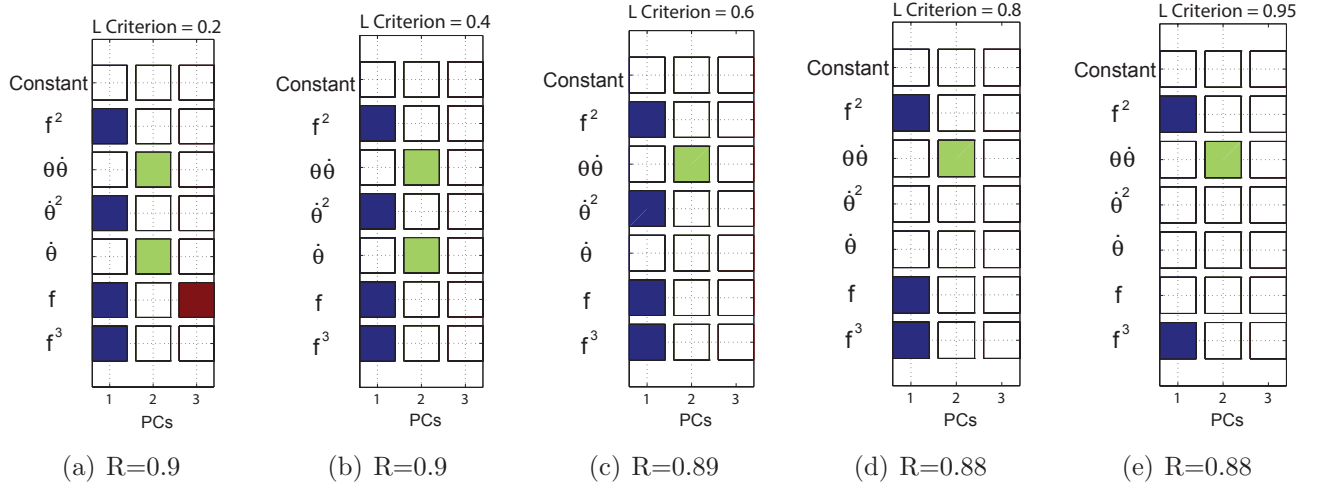 L Criterion = 0.2
Constant
f²
θθ̇
θ̇²
θ̇
f
f³
1 2 3
PCs
(a) R=0.9
L Criterion = 0.4
Constant
f²
θθ̇
θ̇²
θ̇
f
f³
1 2 3
PCs
(b) R=0.9
L Criterion = 0.6
Constant
f²
θθ̇
θ̇²
θ̇
f
f³
1 2 3
PCs
(c) R=0.89
L Criterion = 0.8
Constant
f²
θθ̇
θ̇²
θ̇
f
f³
1 2 3
PCs
(d) R=0.88
L Criterion = 0.95
Constant
f²
θθ̇
θ̇²
θ̇
f
f³
1 2 3
PCs
(e) R=0.88